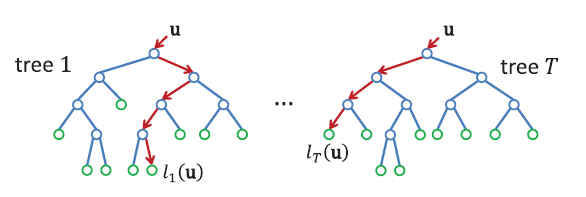 u
u
tree 1
tree T
...
l_T(u)
l_1(u)